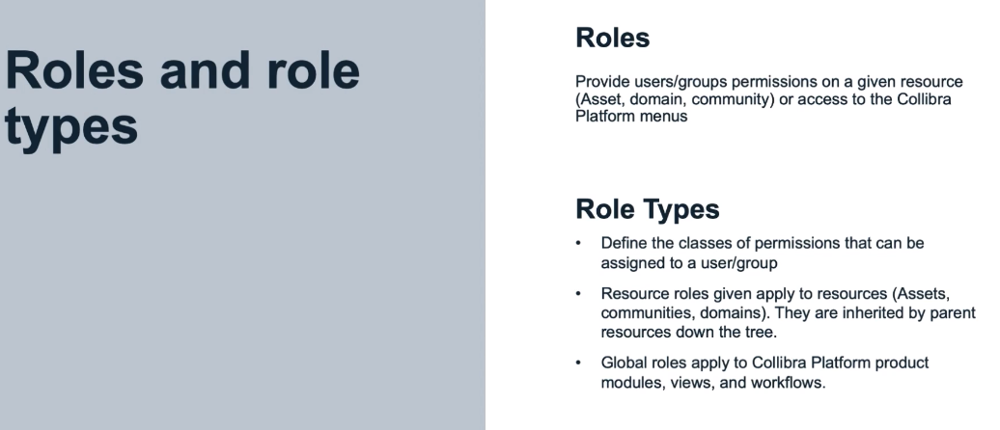 Roles and role
types
Roles
Provide users/groups permissions on a given resource
(Asset, domain, community) or access to the Collibra
Platform menus
Role Types
• Define the classes of permissions that can be
assigned to a user/group
• Resource roles given apply to resources (Assets,
communities, domains). They are inherited by parent
resources down the tree.
• Global roles apply to Collibra Platform product
modules, views, and workflows.